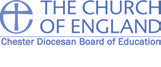 THE CHURCH
OF ENGLAND
Chester Diocesan Board of Education